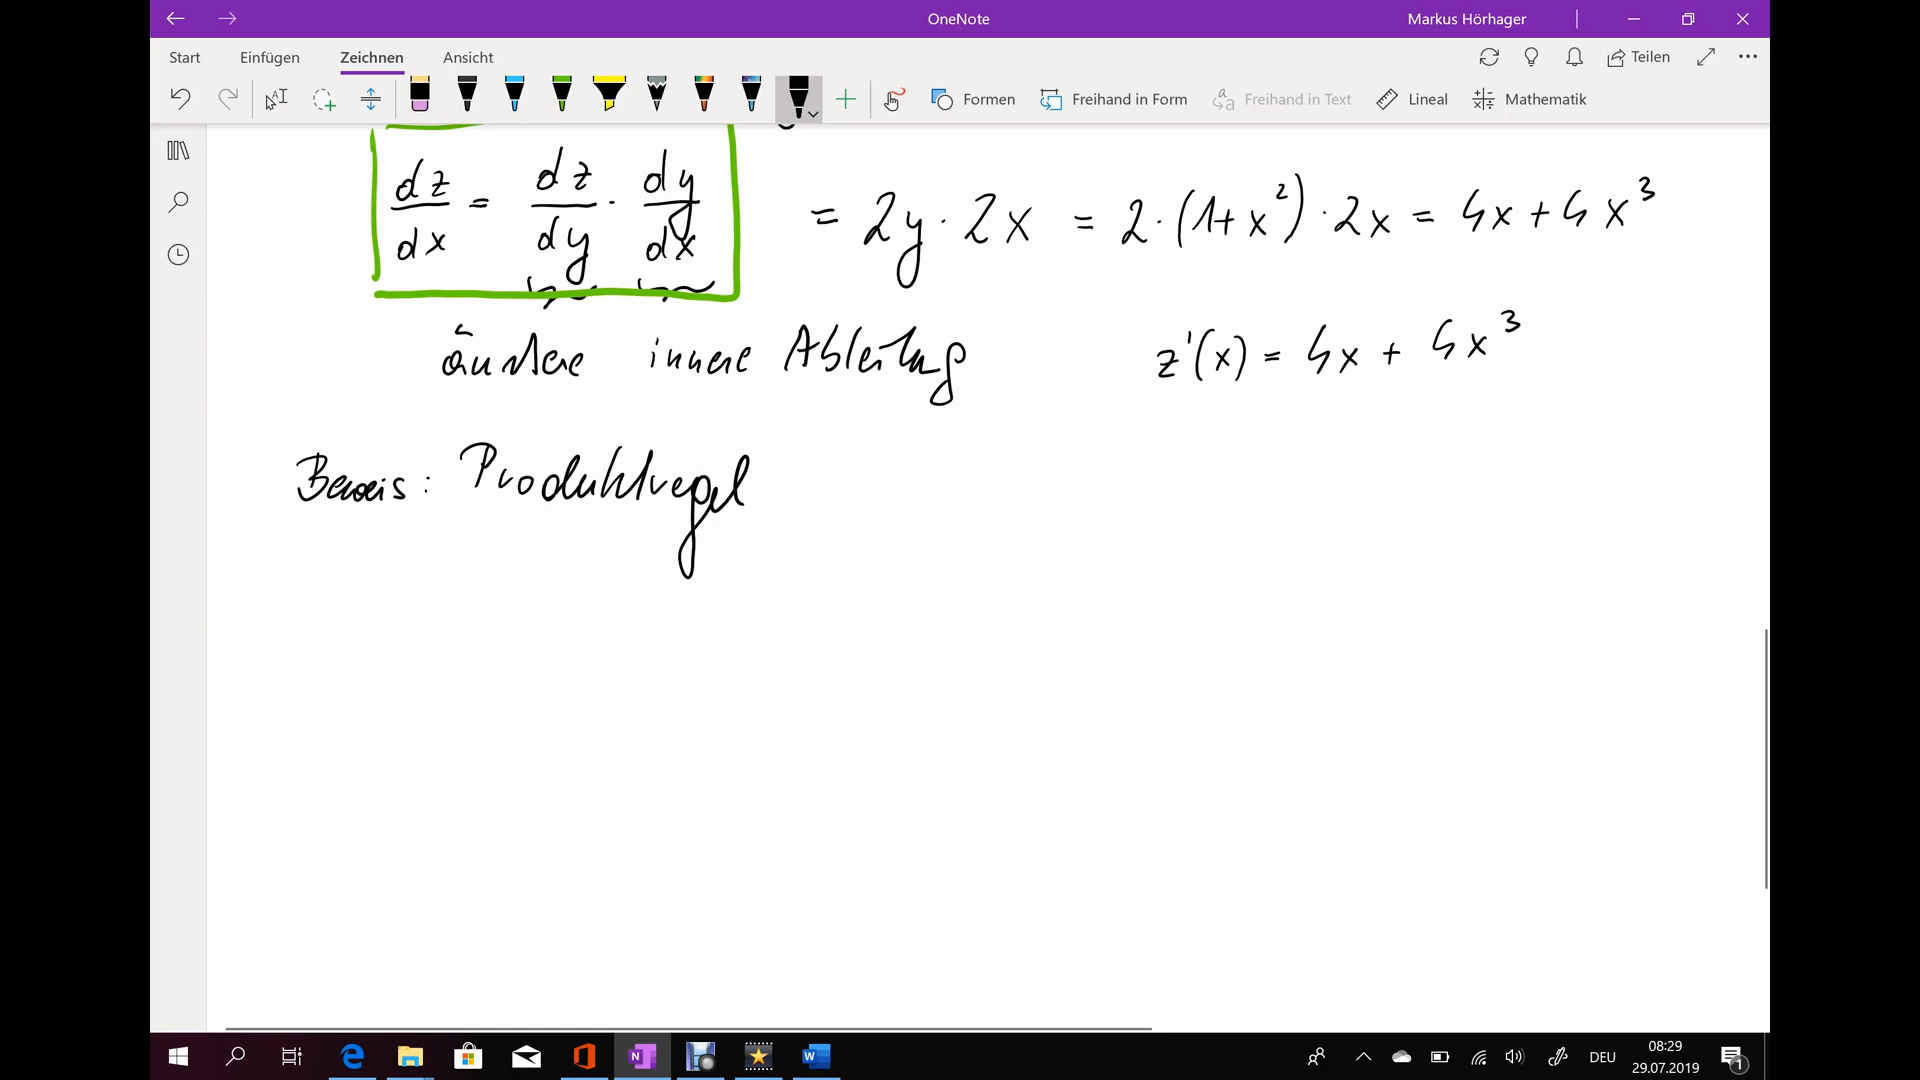 OneNote
Markus Hörhager
Start Einfügen Zeichnen Ansicht
Teilen
Formen Freihand in Form Freihand in Text Lineal Mathematik
dz/dx = dz/dy · dy/dx = 2y · 2x = 2·(1+x²)·2x = 4x+4x³
äußere innere Ableitung z'(x) = 4x + 4x³
Beweis: Produktregel
DEU
08:29
29.07.2019
1